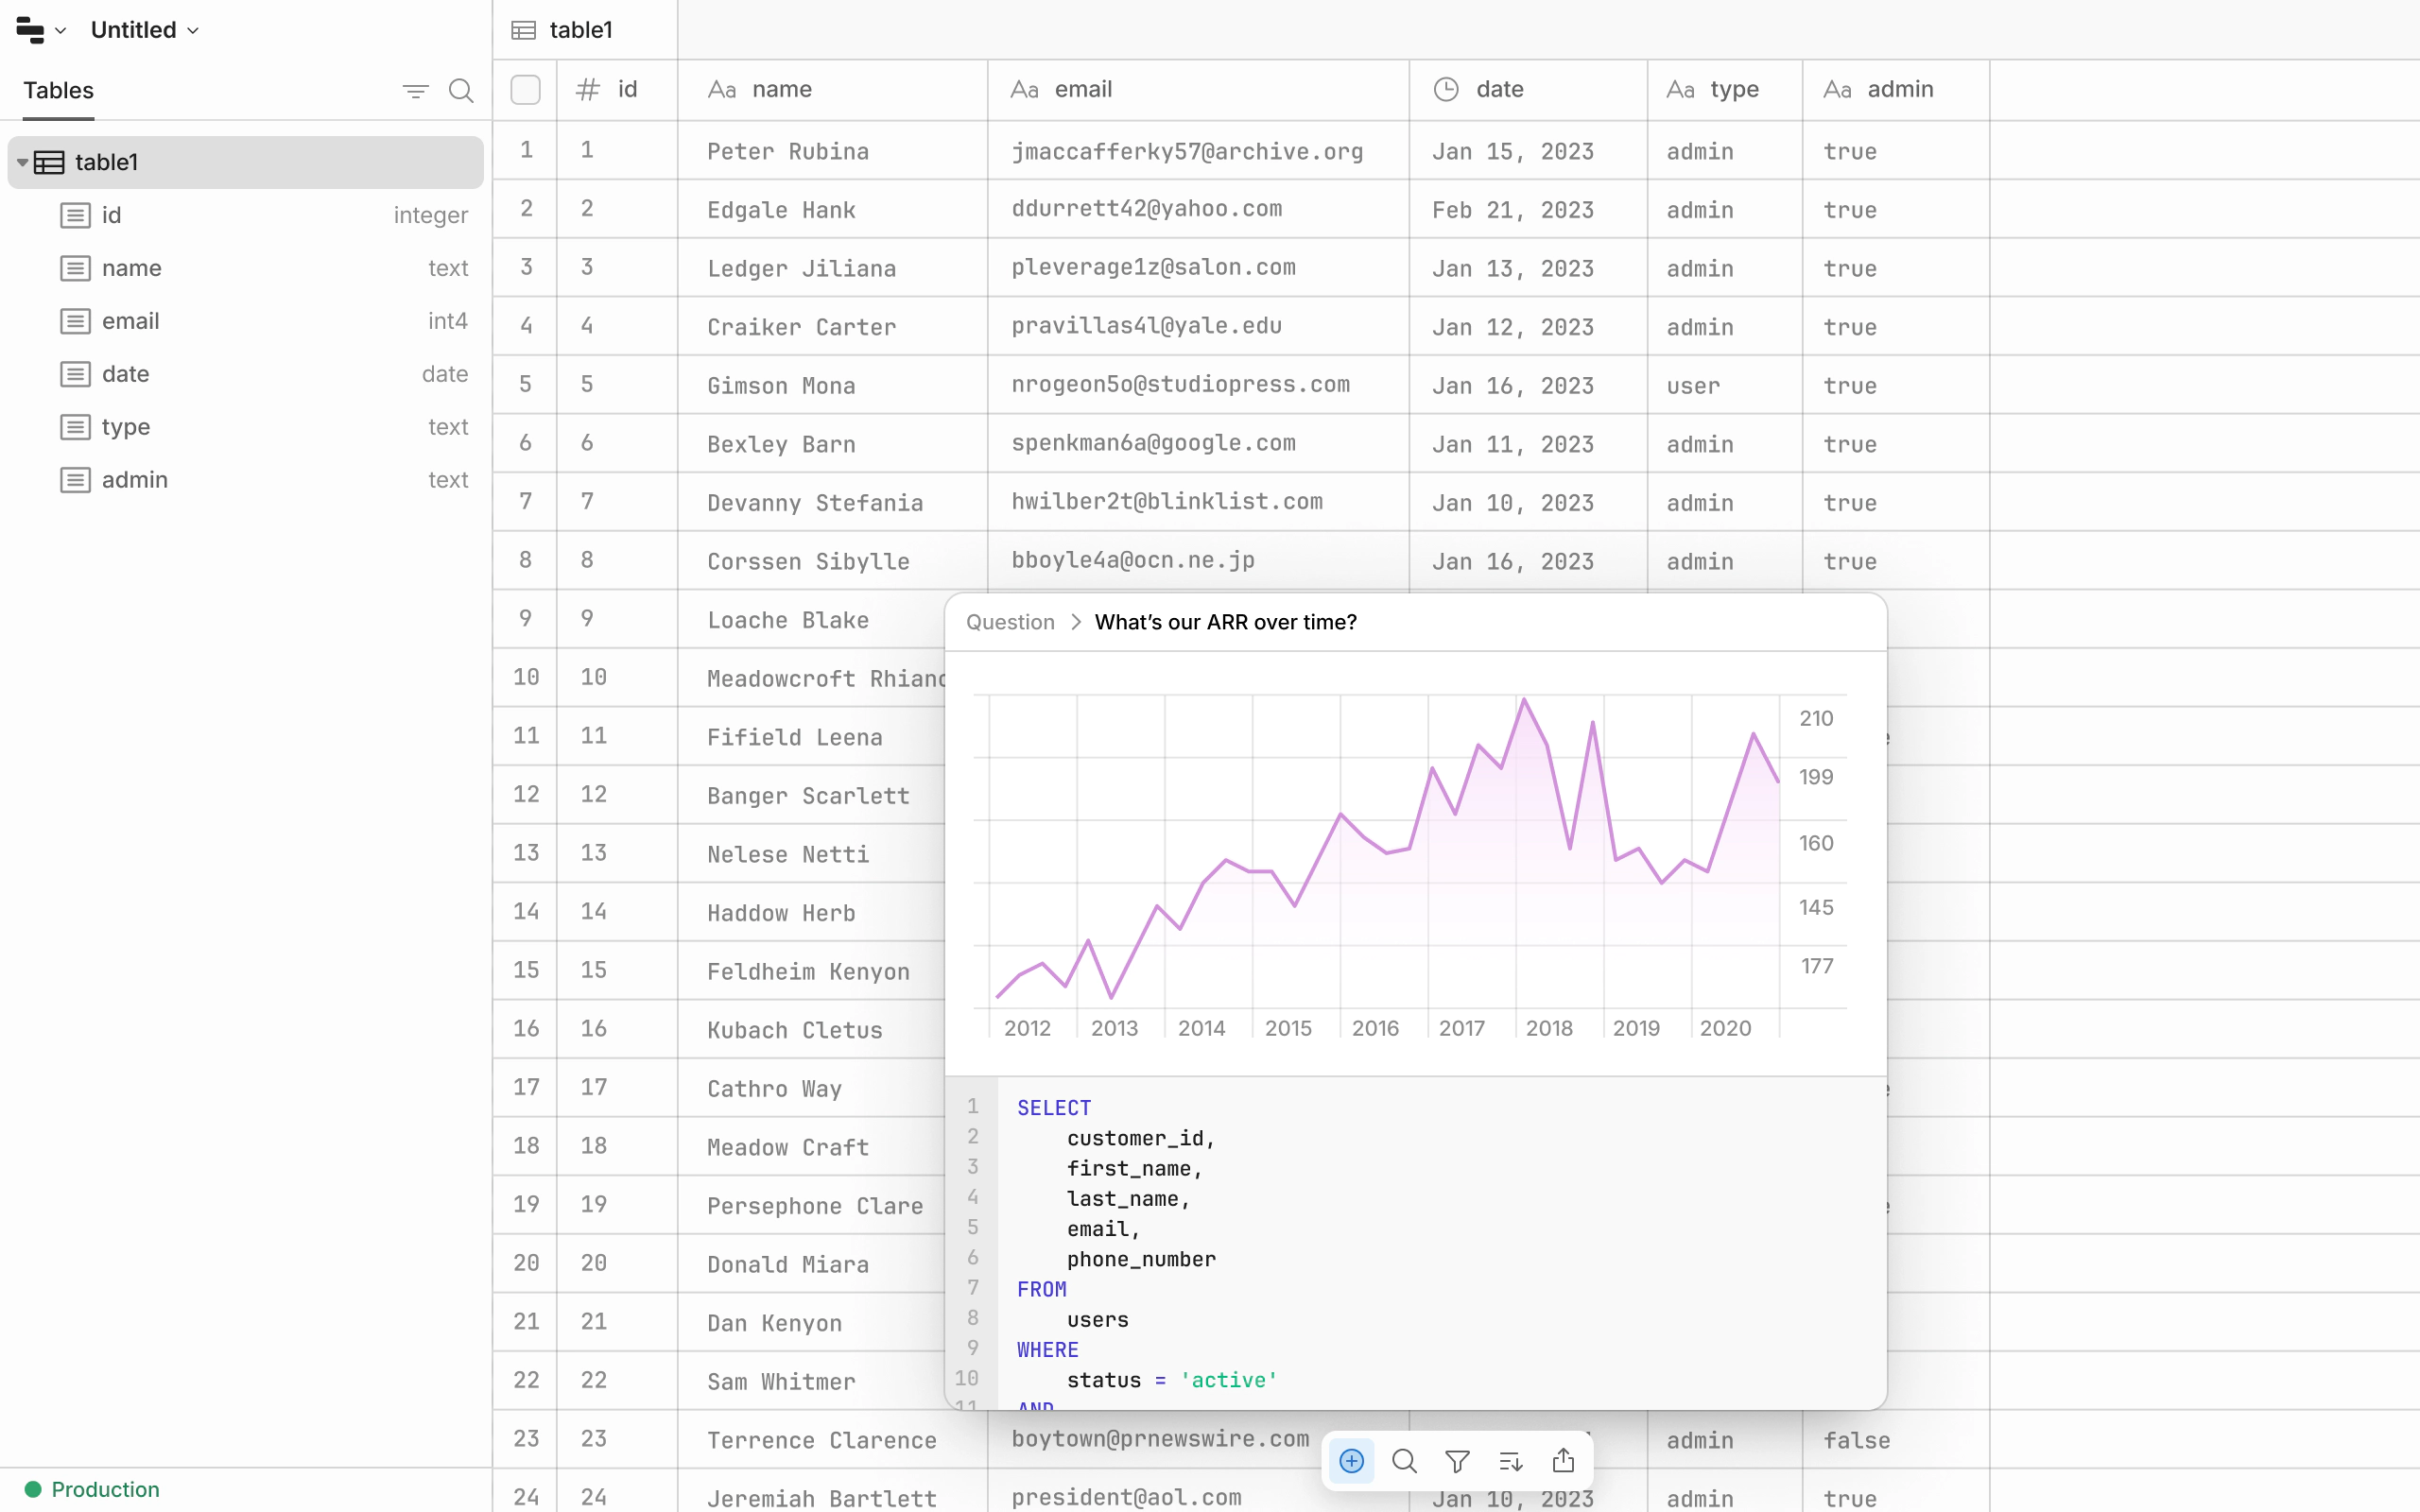 Untitled
Tables
table1
id integer
name text
email int4
date date
type text
admin text
Production
table1
# id Aa name Aa email date Aa type Aa admin
1 1 Peter Rubina jmaccafferky57@archive.org Jan 15, 2023 admin true
2 2 Edgale Hank ddurrett42@yahoo.com Feb 21, 2023 admin true
3 3 Ledger Jiliana pleverage1z@salon.com Jan 13, 2023 admin true
4 4 Craiker Carter pravillas4l@yale.edu Jan 12, 2023 admin true
5 5 Gimson Mona nrogeon5o@studiopress.com Jan 16, 2023 user true
6 6 Bexley Barn spenkman6a@google.com Jan 11, 2023 admin true
7 7 Devanny Stefania hwilber2t@blinklist.com Jan 10, 2023 admin true
8 8 Corssen Sibylle bboyle4a@ocn.ne.jp Jan 16, 2023 admin true
9 9 Loache Blake
10 10 Meadowcroft
11 11 Fifield Leena
12 12 Banger Scarlett
13 13 Nelese Netti
14 14 Haddow Herb
15 15 Feldheim Kenyon
16 16 Kubach Cletus
17 17 Cathro Way
18 18 Meadow Craft
19 19 Persephone Clare
20 20 Donald Miara
21 21 Dan Kenyon
22 22 Sam Whitmer
23 23 Terrence Clarence boytown@prnewswire.com admin false
24 24 Jeremiah Bartlett president@aol.com Jan 10, 2023 admin true
Question > What's our ARR over time?
210
199
160
145
177
2012 2013 2014 2015 2016 2017 2018 2019 2020
1 SELECT
2 customer_id,
3 first_name,
4 last_name,
5 email,
6 phone_number
7 FROM
8 users
9 WHERE
10 status = 'active'
11 AND